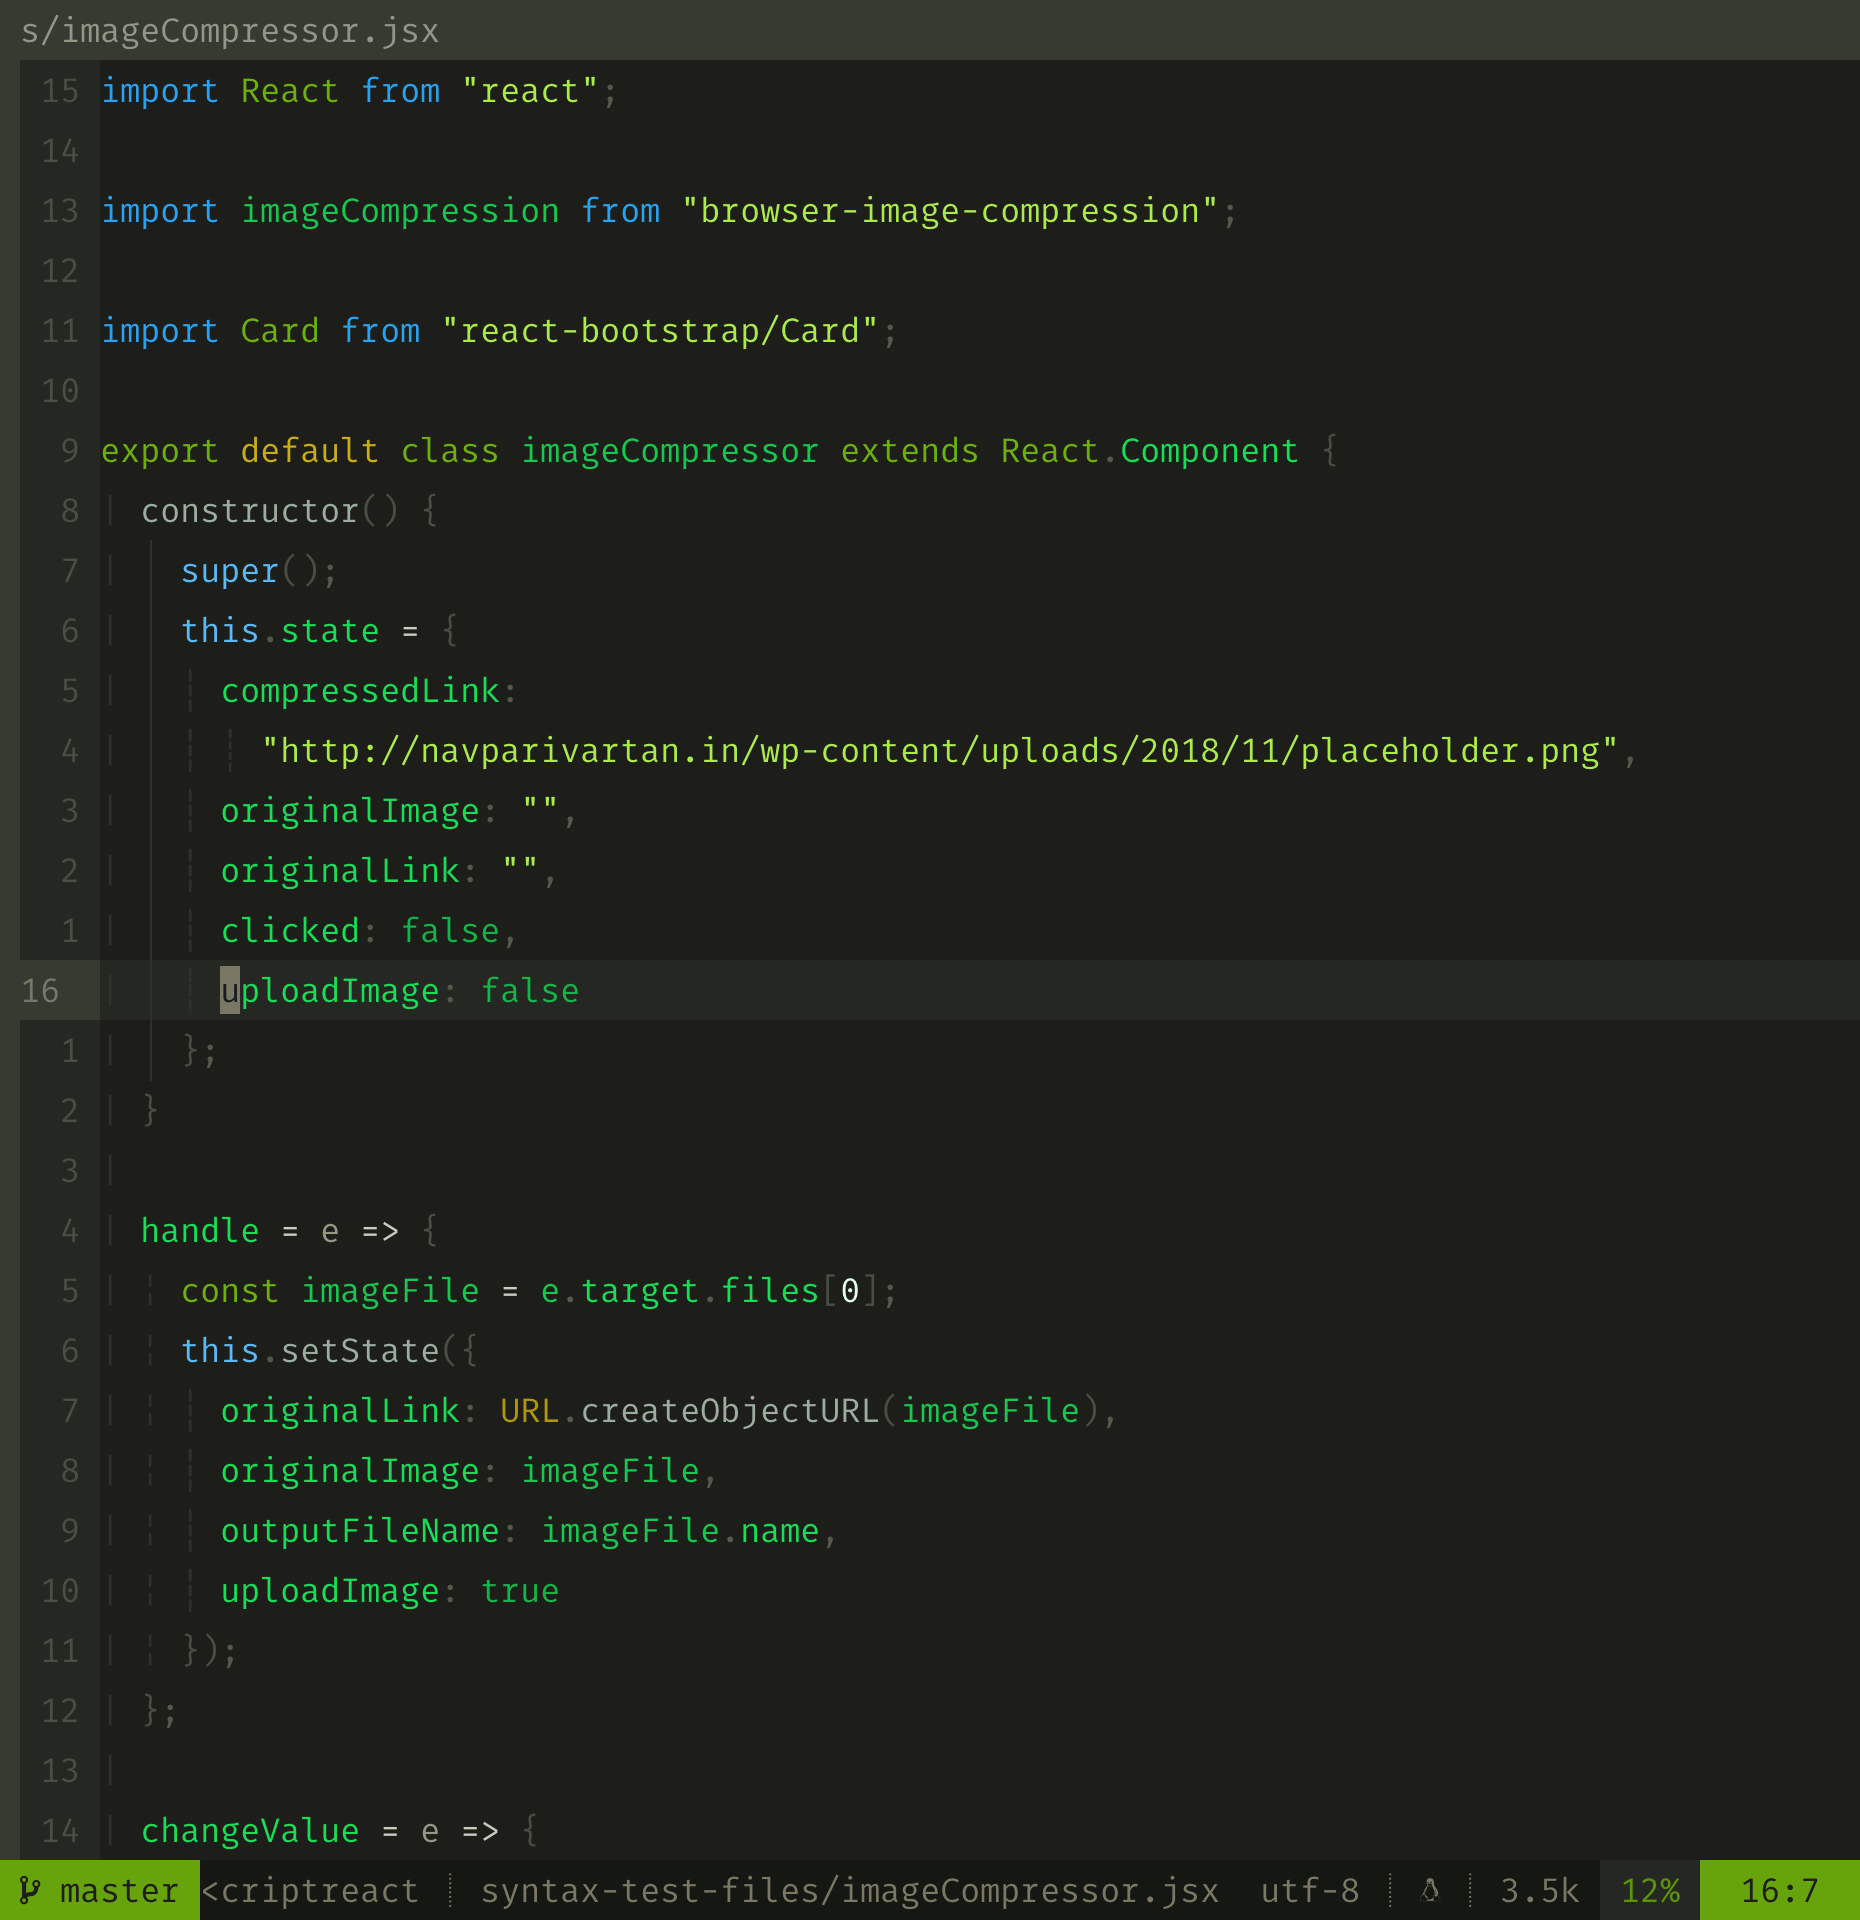 s/imageCompressor.jsx
15 import React from "react";
14
13 import imageCompression from "browser-image-compression";
12
11 import Card from "react-bootstrap/Card";
10
9 export default class imageCompressor extends React.Component {
8 constructor() {
7 super();
6 this.state = {
5 compressedLink:
4 "http://navparivartan.in/wp-content/uploads/2018/11/placeholder.png",
3 originalImage: "",
2 originalLink: "",
1 clicked: false,
16 uploadImage: false
1 };
2 }
3
4 handle = e => {
5 const imageFile = e.target.files[0];
6 this.setState({
7 originalLink: URL.createObjectURL(imageFile),
8 originalImage: imageFile,
9 outputFileName: imageFile.name,
10 uploadImage: true
11 });
12 };
13
14 changeValue = e => {
master <criptreact syntax-test-files/imageCompressor.jsx utf-8 3.5k 12% 16:7